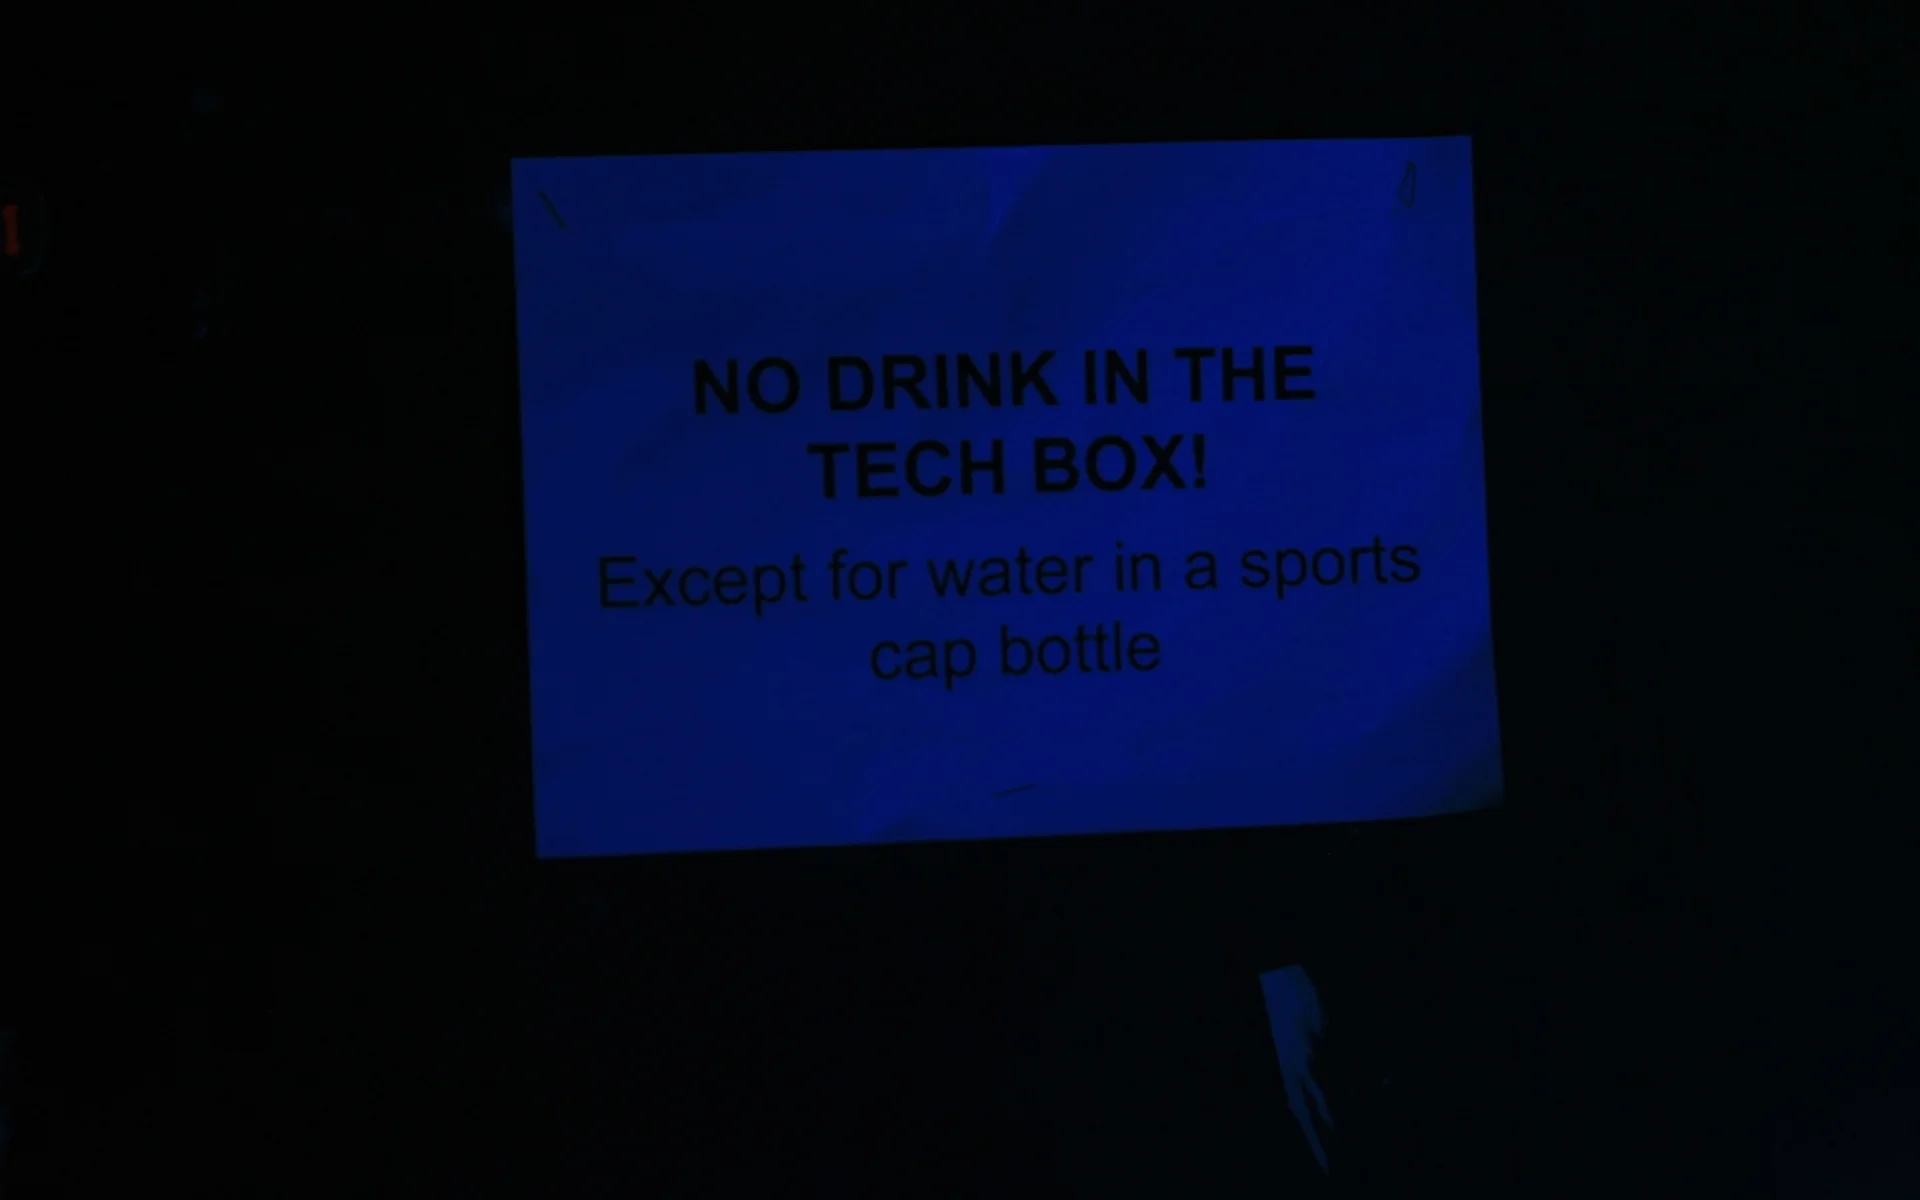 NO DRINK IN THE
TECH BOX!
Except for water in a sports
cap bottle